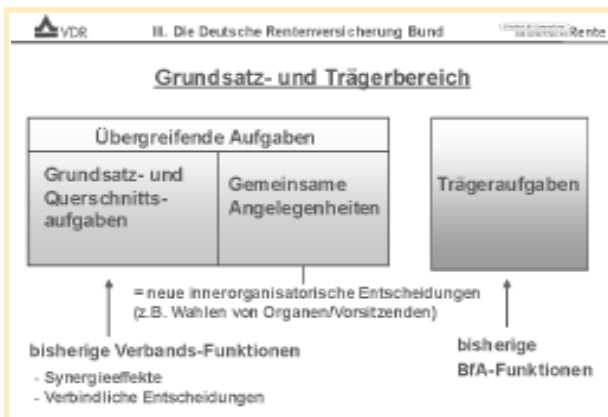 VDR
III. Die Deutsche Rentenversicherung Bund
Rente
Grundsatz- und Trägerbereich
Übergreifende Aufgaben
Grundsatz- und
Querschnitts-
aufgaben
Gemeinsame
Angelegenheiten
Trägeraufgaben
= neue innerorganisatorische Entscheidungen
(z.B. Wahlen von Organen/Vorsitzenden)
bisherige Verbands-Funktionen
- Synergieeffekte
- Verbindliche Entscheidungen
bisherige
BfA-Funktionen